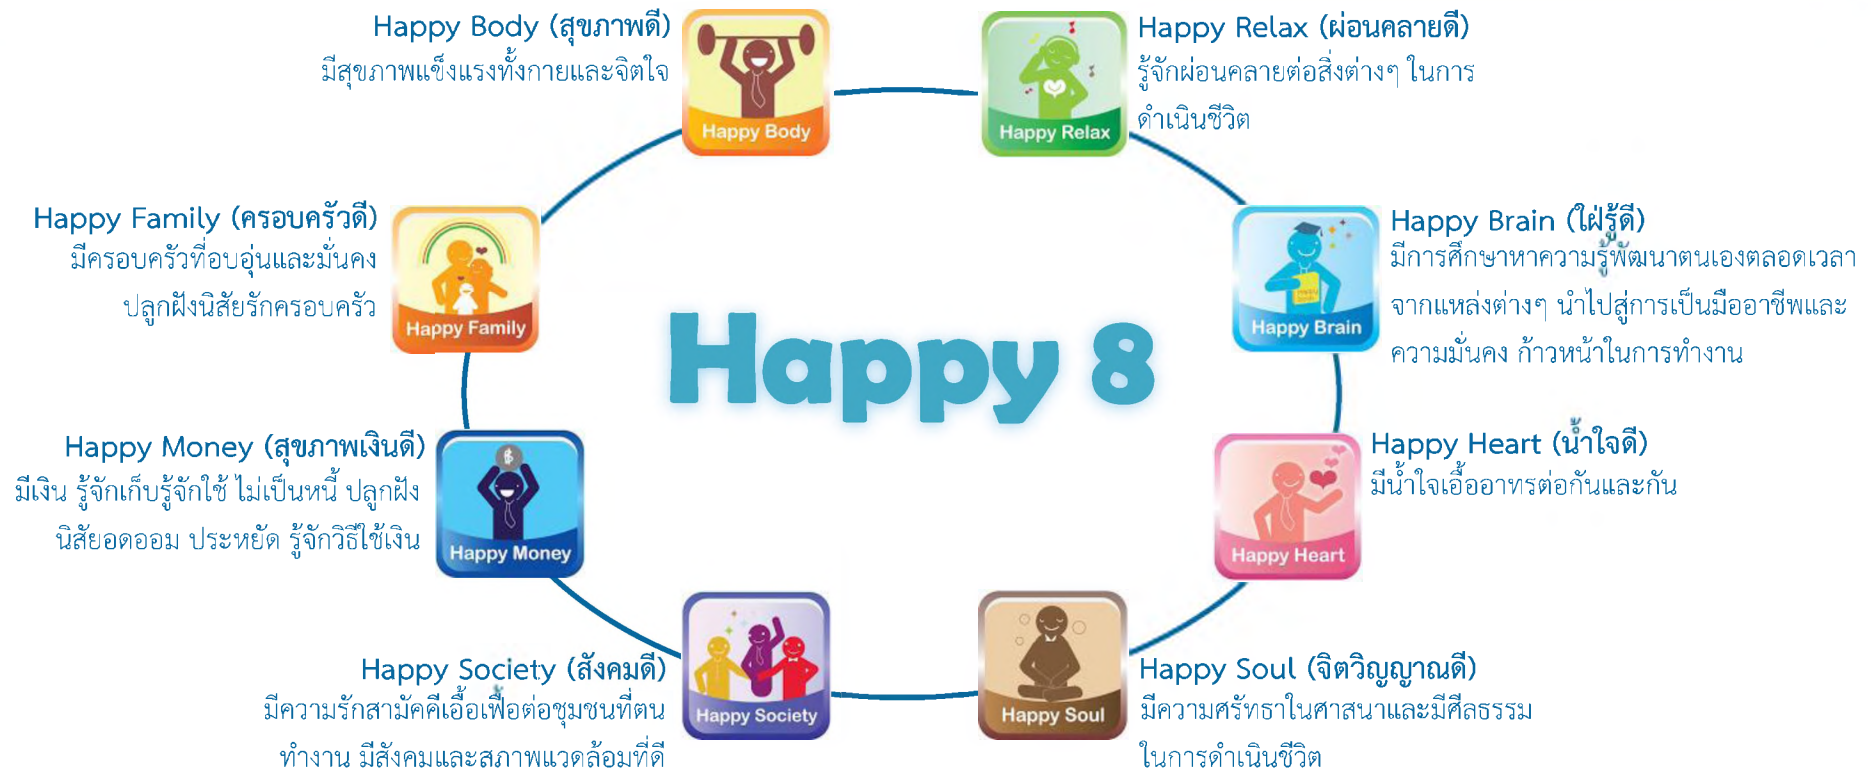 Happy Body (สุขภาพดี)
มีสุขภาพแข็งแรงทั้งกายและจิตใจ
Happy Body
Happy Relax (ผ่อนคลายดี)
รู้จักผ่อนคลายต่อสิ่งต่างๆ ในการ
ดำเนินชีวิต
Happy Relax
Happy Family (ครอบครัวดี)
มีครอบครัวที่อบอุ่นและมั่นคง
ปลูกฝังนิสัยรักครอบครัว
Happy Family
Happy Brain (ใฝ่รู้ดี)
มีการศึกษาหาความรู้พัฒนาตนเองตลอดเวลา
จากแหล่งต่างๆ นำไปสู่การเป็นมืออาชีพและ
ความมั่นคง ก้าวหน้าในการทำงาน
Happy Brain
Happy 8
Happy Money (สุขภาพเงินดี)
มีเงิน รู้จักเก็บรู้จักใช้ ไม่เป็นหนี้ ปลูกฝัง
นิสัยอดออม ประหยัด รู้จักวิธีใช้เงิน
฿
Happy Money
Happy Heart (น้ำใจดี)
มีน้ำใจเอื้ออาทรต่อกันและกัน
Happy Heart
Happy Society (สังคมดี)
มีความรักสามัคคีเอื้อเฟื้อต่อชุมชนที่ตน
ทำงาน มีสังคมและสภาพแวดล้อมที่ดี
Happy Society
Happy Soul (จิตวิญญาณดี)
มีความศรัทธาในศาสนาและมีศีลธรรม
ในการดำเนินชีวิต
Happy Soul